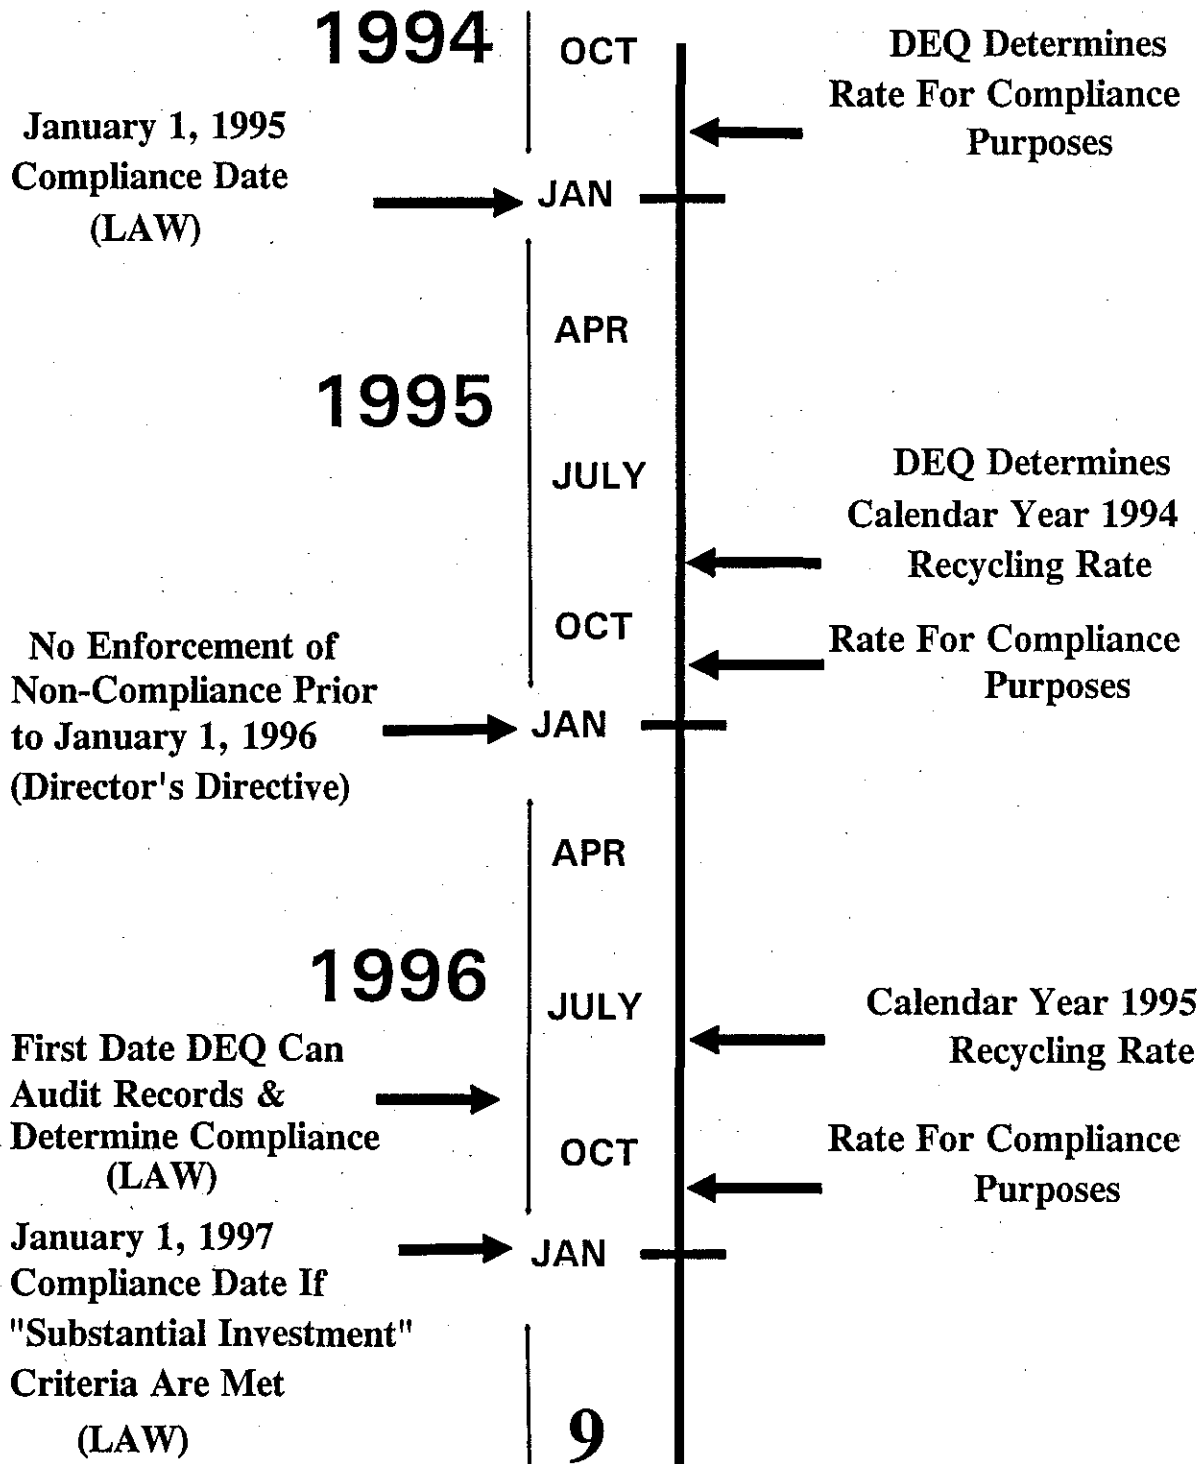 1994
OCT
DEQ Determines
Rate For Compliance
Purposes
January 1, 1995
Compliance Date
(LAW)
JAN
APR
1995
JULY
DEQ Determines
Calendar Year 1994
Recycling Rate
OCT
Rate For Compliance
Purposes
No Enforcement of
Non-Compliance Prior
to January 1, 1996
(Director's Directive)
JAN
APR
1996
JULY
Calendar Year 1995
Recycling Rate
First Date DEQ Can
Audit Records &
Determine Compliance
(LAW)
OCT
Rate For Compliance
Purposes
January 1, 1997
Compliance Date If
"Substantial Investment"
Criteria Are Met
(LAW)
JAN
9